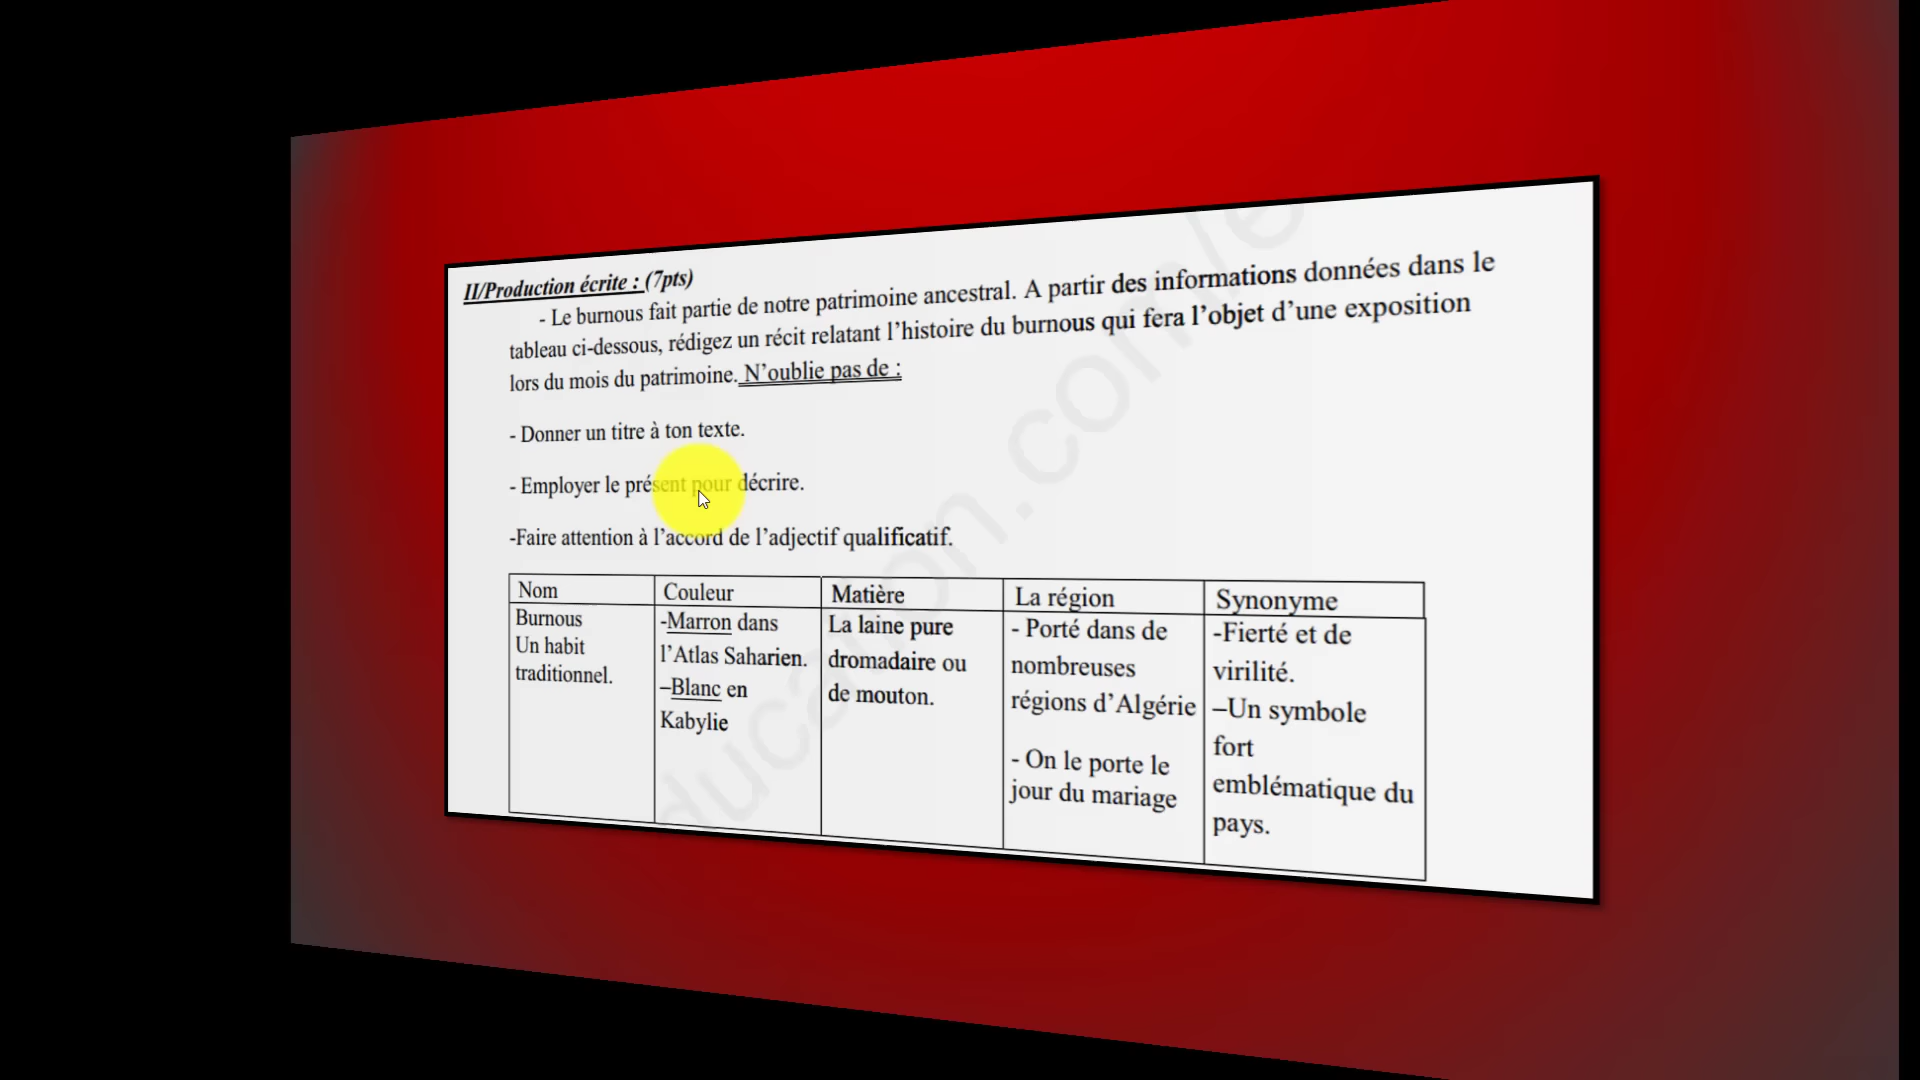 II/Production écrite : (7pts)
- Le burnous fait partie de notre patrimoine ancestral. A partir des informations données dans le
tableau ci-dessous, rédigez un récit relatant l’histoire du burnous qui fera l’objet d’une exposition
lors du mois du patrimoine. N’oublie pas de :
- Donner un titre à ton texte.
- Employer le présent pour décrire.
-Faire attention à l’accord de l’adjectif qualificatif.
Nom
Burnous
Un habit
traditionnel.
Couleur
-Marron dans
l’Atlas Saharien.
–Blanc en
Kabylie
Matière
La laine pure
dromadaire ou
de mouton.
La région
- Porté dans de
nombreuses
régions d’Algérie
- On le porte le
jour du mariage
Synonyme
-Fierté et de
virilité.
–Un symbole
fort
emblématique du
pays.
ducation.com/e